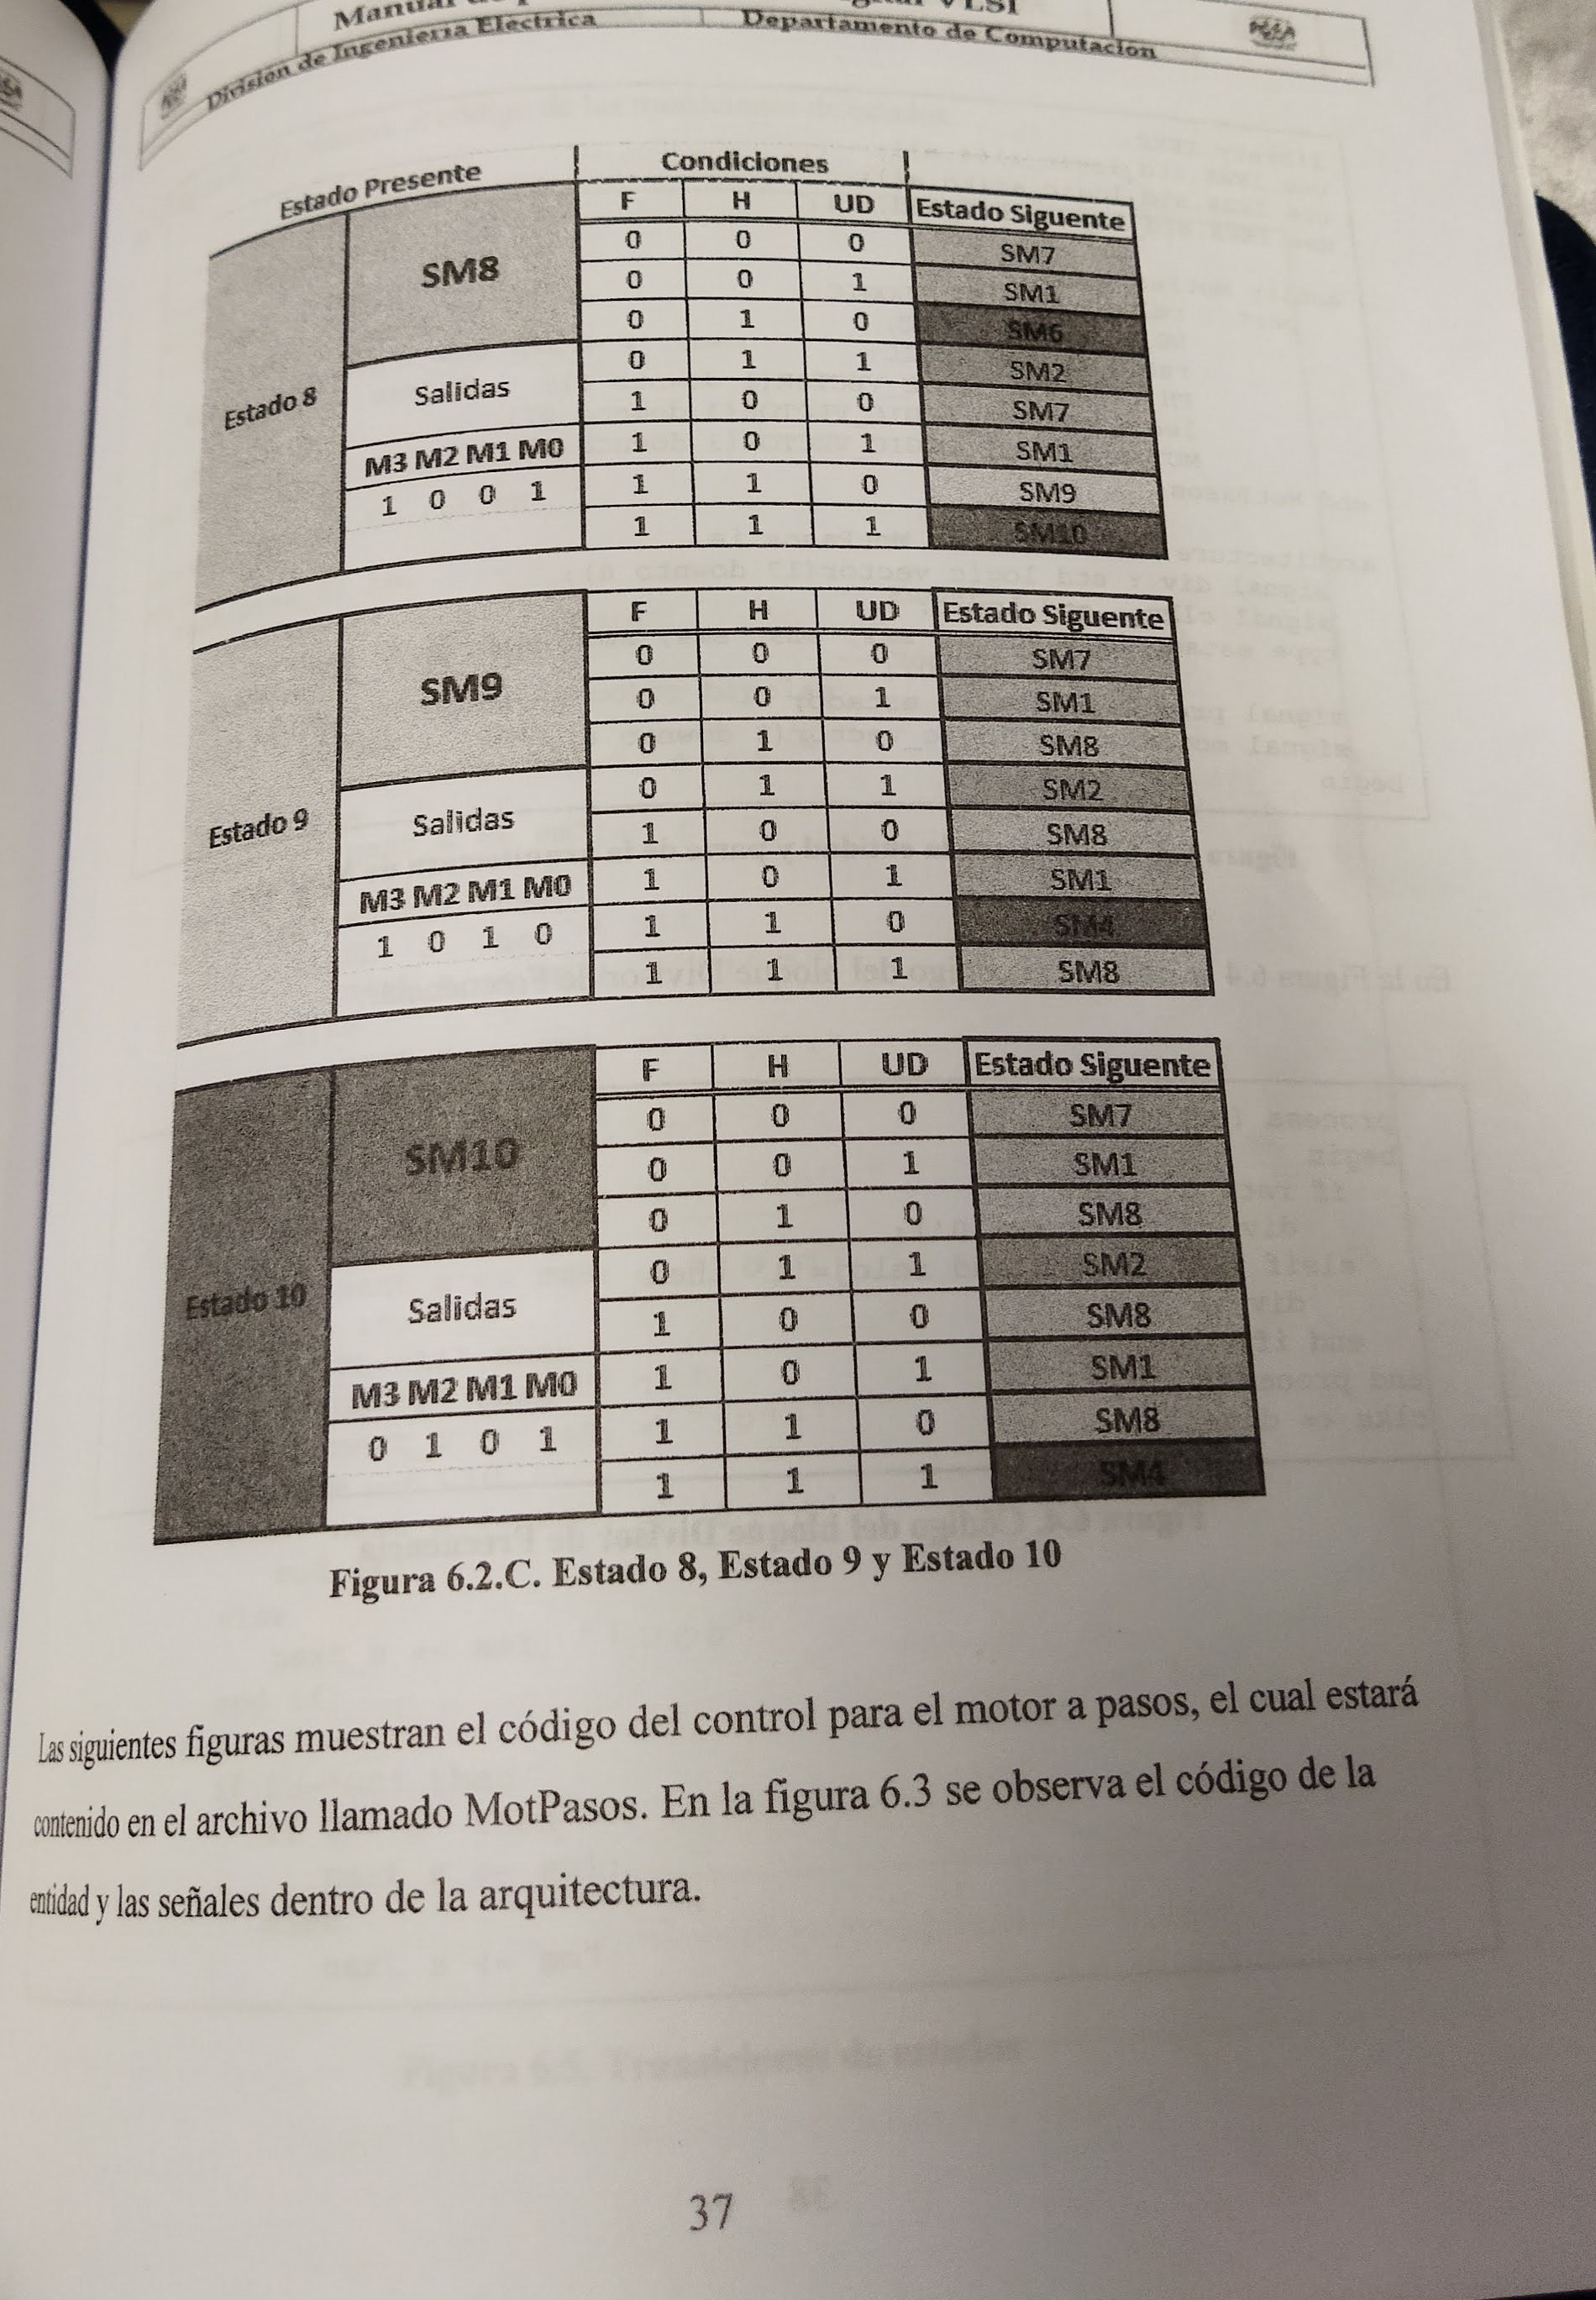 Manual
VLSI
División de Ingeniería Eléctrica Departamento de Computación
Estado Presente Condiciones
F H UD Estado Siguente
Estado 8
SM8
Salidas
M3 M2 M1 M0
1 0 0 1
0 0 0 SM7
0 0 1 SM1
0 1 0 SM6
0 1 1 SM2
1 0 0 SM7
1 0 1 SM1
1 1 0 SM9
1 1 1 SM10
F H UD Estado Siguente
Estado 9
SM9
Salidas
M3 M2 M1 M0
1 0 1 0
0 0 0 SM7
0 0 1 SM1
0 1 0 SM8
0 1 1 SM2
1 0 0 SM8
1 0 1 SM1
1 1 0 SM4
1 1 1 SM8
F H UD Estado Siguente
Estado 10
SM10
Salidas
M3 M2 M1 M0
0 1 0 1
0 0 0 SM7
0 0 1 SM1
0 1 0 SM8
0 1 1 SM2
1 0 0 SM8
1 0 1 SM1
1 1 0 SM8
1 1 1 SM4
Figura 6.2.C. Estado 8, Estado 9 y Estado 10
Las siguientes figuras muestran el código del control para el motor a pasos, el cual estará
contenido en el archivo llamado MotPasos. En la figura 6.3 se observa el código de la
entidad y las señales dentro de la arquitectura.
37